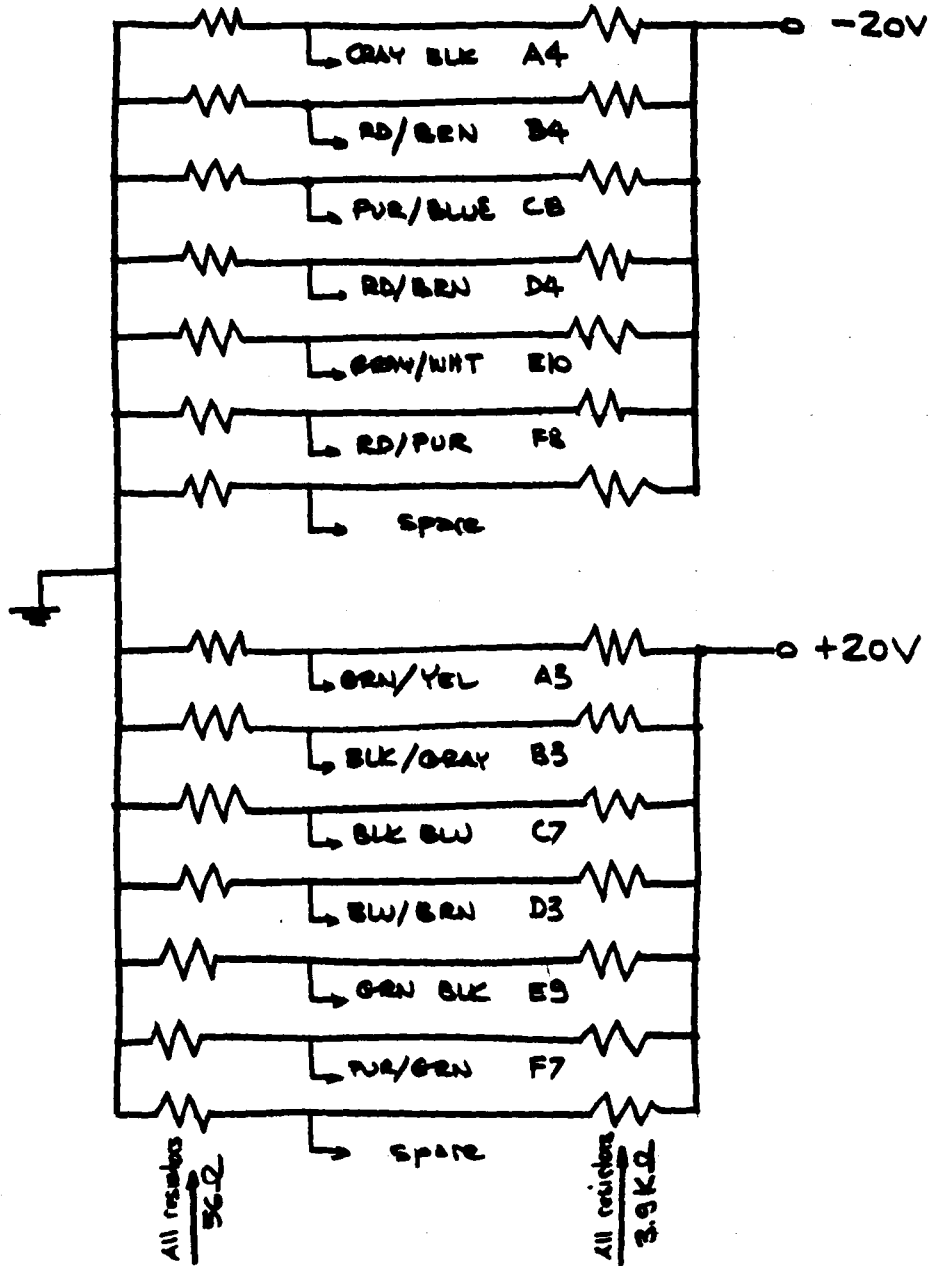 -20V
GRAY BLK A4
RD/BRN B4
PUR/BLUE C8
RD/BRN D4
GRAY/WHT E10
RD/PUR F8
spare
+20V
GRN/YEL A3
BLK/GRAY B3
BLK BLU C7
BLU/BRN D3
GRN BLK E9
PUR/GRN F7
spare
All resistors
56Ω
All resistors
3.9KΩ